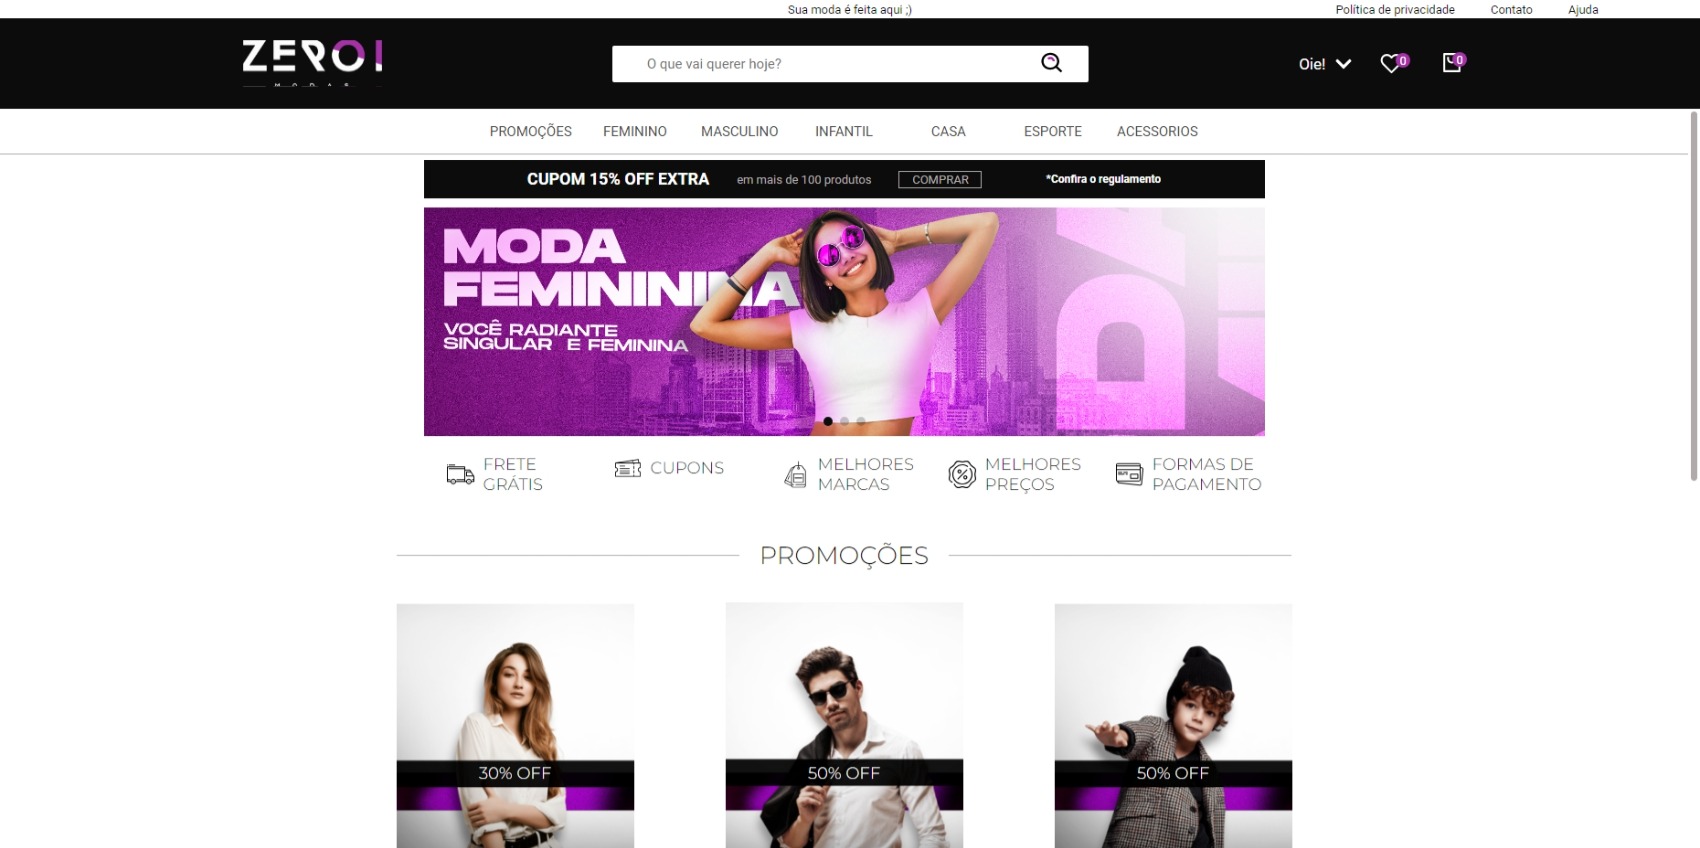 Sua moda é feita aqui ;)
Política de privacidade
Contato
Ajuda
ZERO1
MODAS
O que vai querer hoje?
Oie!
0
0
PROMOÇÕES
FEMININO
MASCULINO
INFANTIL
CASA
ESPORTE
ACESSORIOS
CUPOM 15% OFF EXTRA
em mais de 100 produtos
COMPRAR
*Confira o regulamento
MODA
FEMININA
VOCÊ RADIANTE
SINGULAR E FEMININA
FRETE
GRÁTIS
CUPONS
MELHORES
MARCAS
MELHORES
PREÇOS
FORMAS DE
PAGAMENTO
PROMOÇÕES
30% OFF
50% OFF
50% OFF